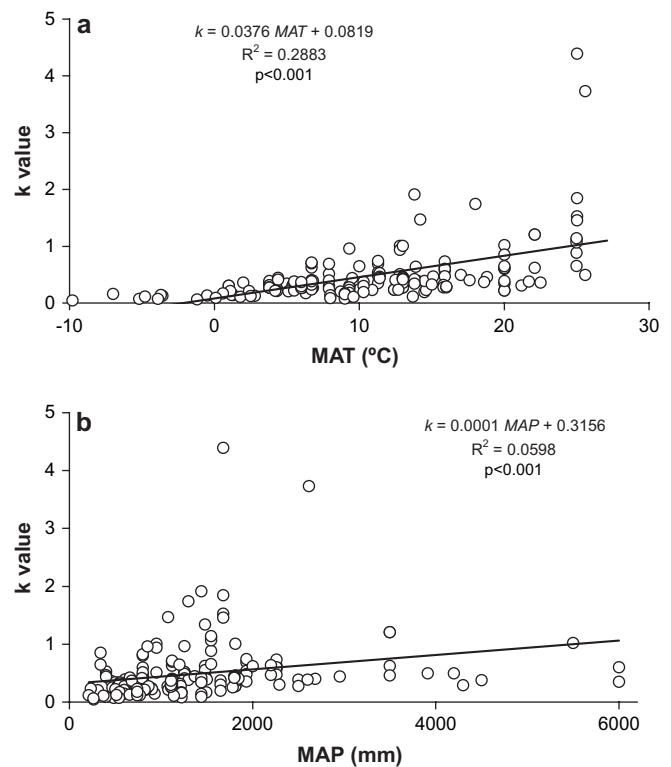 a
k = 0.0376 MAT + 0.0819
R² = 0.2883
p<0.001
5
4
3
2
1
0
k value
-10 0 10 20 30
MAT (ºC)
b
k = 0.0001 MAP + 0.3156
R² = 0.0598
p<0.001
5
4
3
2
1
0
k value
0 2000 4000 6000
MAP (mm)